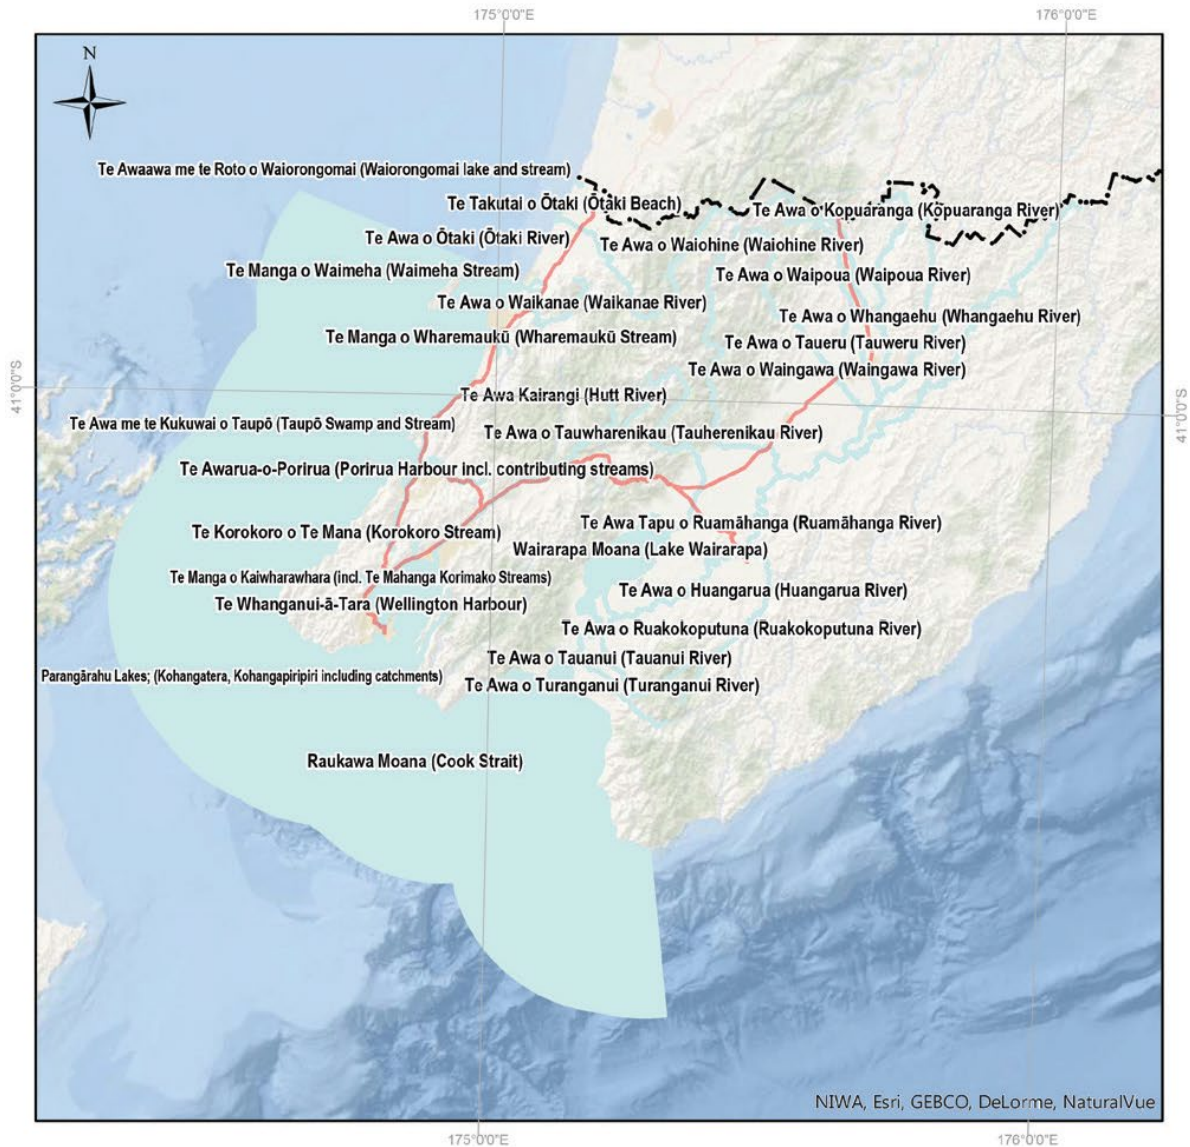 175°0'0"E
176°0'0"E
N
Te Awaawa me te Roto o Waiorongomai (Waiorongomai lake and stream)
Te Takutai o Ōtaki (Ōtaki Beach)
Te Awa o Kopuaranga (Kōpuaranga River)
Te Awa o Ōtaki (Ōtaki River)
Te Awa o Waiohine (Waiohine River)
Te Manga o Waimeha (Waimeha Stream)
Te Awa o Waipoua (Waipoua River)
Te Awa o Waikanae (Waikanae River)
Te Awa o Whangaehu (Whangaehu River)
Te Manga o Wharemaukū (Wharemaukū Stream)
Te Awa o Taueru (Tauweru River)
Te Awa o Waingawa (Waingawa River)
41°0'0"S
41°0'0"S
Te Awa Kairangi (Hutt River)
Te Awa me te Kukuwai o Taupō (Taupō Swamp and Stream)
Te Awa o Tauwharenikau (Tauherenikau River)
Te Awarua-o-Porirua (Porirua Harbour incl. contributing streams)
Te Awa Tapu o Ruamāhanga (Ruamāhanga River)
Te Korokoro o Te Mana (Korokoro Stream)
Wairarapa Moana (Lake Wairarapa)
Te Manga o Kaiwharawhara (incl. Te Mahanga Korimako Streams)
Te Awa o Huangarua (Huangarua River)
Te Whanganui-ā-Tara (Wellington Harbour)
Te Awa o Ruakokoputuna (Ruakokoputuna River)
Te Awa o Tauanui (Tauanui River)
Parangārahu Lakes; (Kohangatera, Kohangapiripiri including catchments)
Te Awa o Turanganui (Turanganui River)
Raukawa Moana (Cook Strait)
NIWA, Esri, GEBCO, DeLorme, NaturalVue
175°0'0"E
176°0'0"E